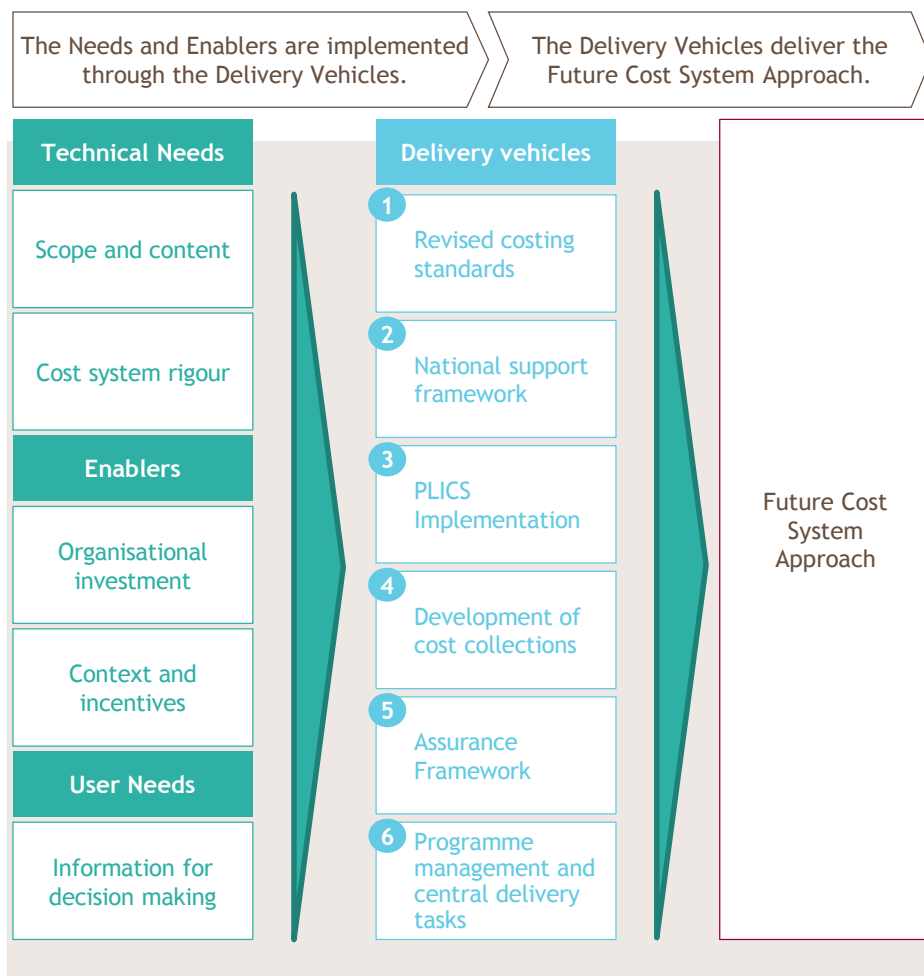 The Needs and Enablers are implemented
through the Delivery Vehicles.
The Delivery Vehicles deliver the
Future Cost System Approach.
Technical Needs
Scope and content
Cost system rigour
Enablers
Organisational
investment
Context and
incentives
User Needs
Information for
decision making
Delivery vehicles
1
Revised costing
standards
2
National support
framework
3
PLICS
Implementation
4
Development of
cost collections
5
Assurance
Framework
6
Programme
management and
central delivery
tasks
Future Cost
System
Approach